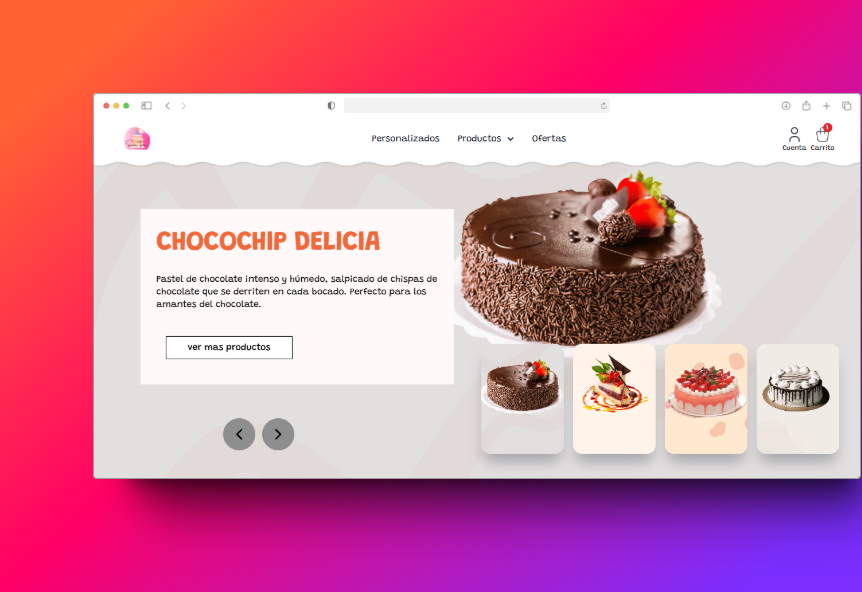 Personalizados Productos Ofertas
1
Cuenta Carrito
CHOCOCHIP DELICIA
Pastel de chocolate intenso y húmedo, salpicado de chispas de
chocolate que se derriten en cada bocado. Perfecto para los
amantes del chocolate.
ver mas productos